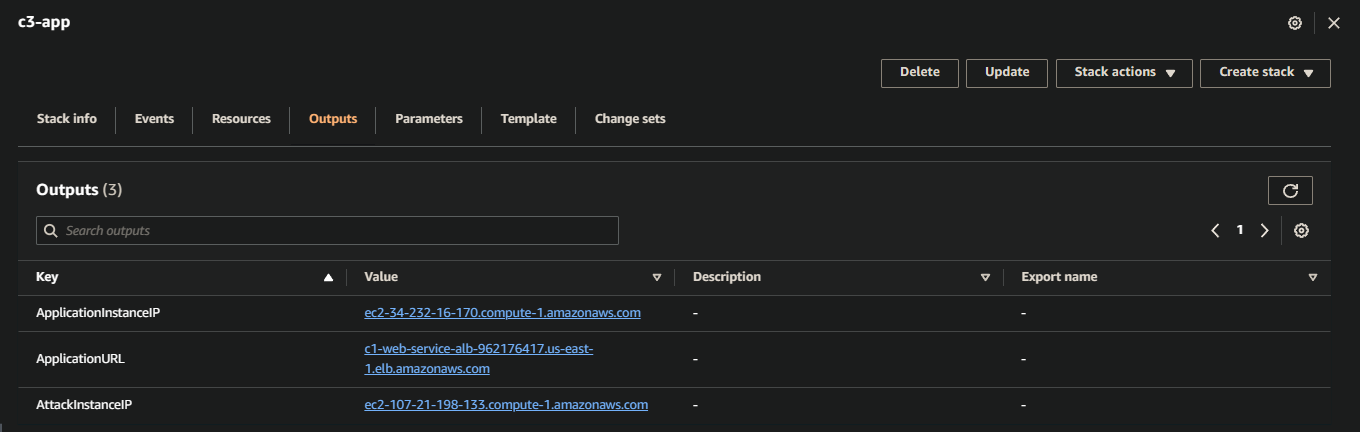 c3-app
Delete Update Stack actions Create stack
Stack info Events Resources Outputs Parameters Template Change sets
Outputs (3)
Search outputs
1
Key Value Description Export name
ApplicationInstanceIP ec2-34-232-16-170.compute-1.amazonaws.com - -
ApplicationURL c1-web-service-alb-962176417.us-east-
1.elb.amazonaws.com - -
AttackInstanceIP ec2-107-21-198-133.compute-1.amazonaws.com - -